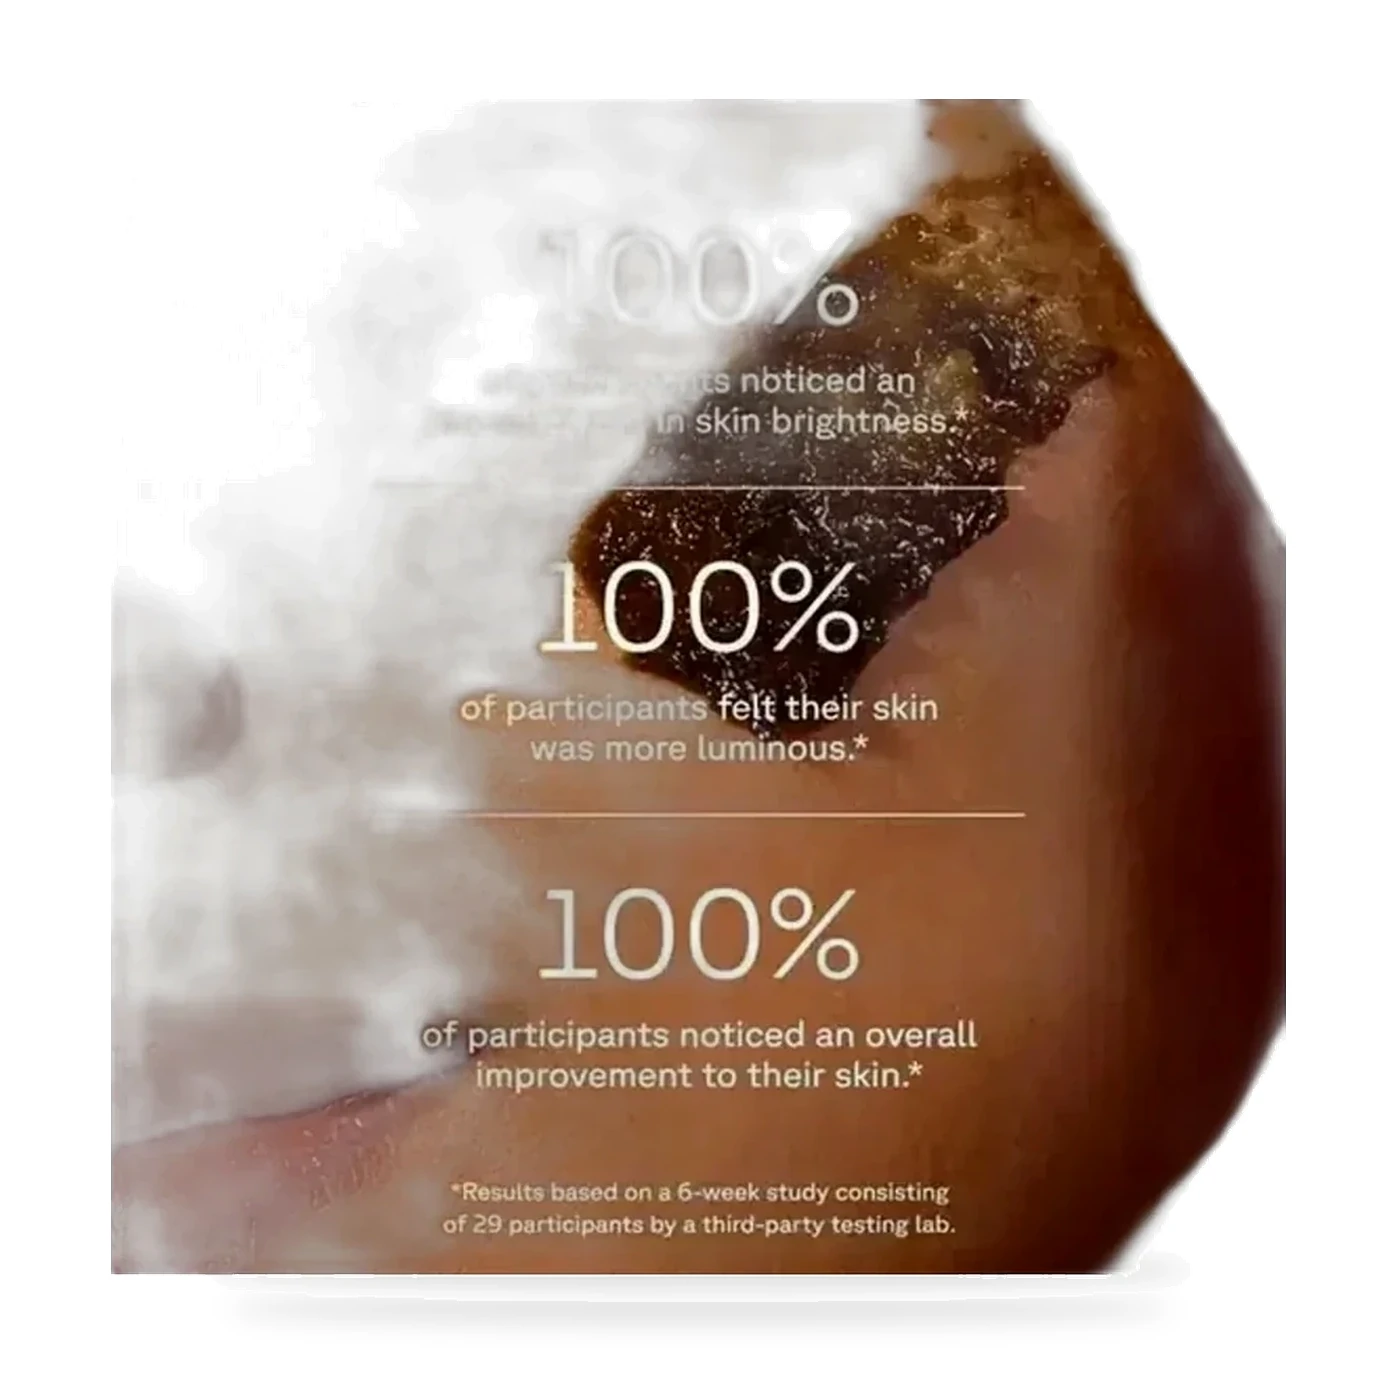 100%
noticed an
in skin brightness.*
100%
of participants felt their skin
was more luminous.*
100%
of participants noticed an overall
improvement to their skin.*
*Results based on a 6-week study consisting
of 29 participants by a third-party testing lab.